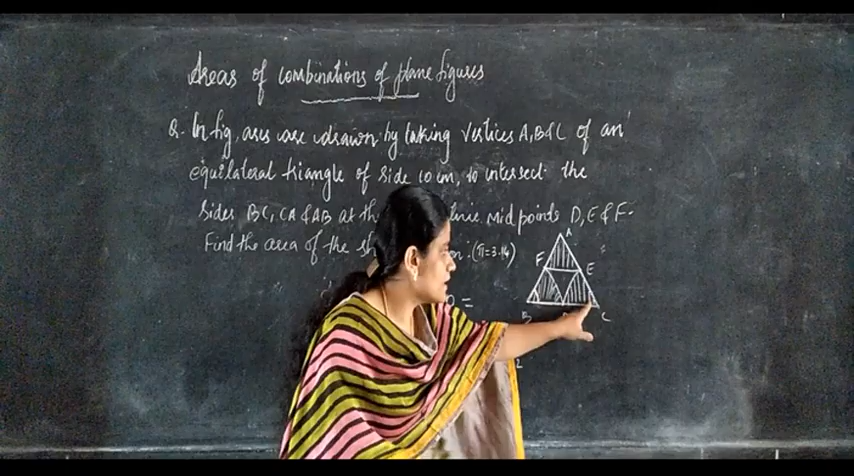 Areas of combinations of plane figures
Q. In fig, arcs are drawn by taking vertices A, B & C of an
equilateral triangle of side 10 cm, to intersect the
sides BC, CA & AB at the mid points D, E & F.
Find the area of the : (π=3.14)
A
F E
B C
=
2